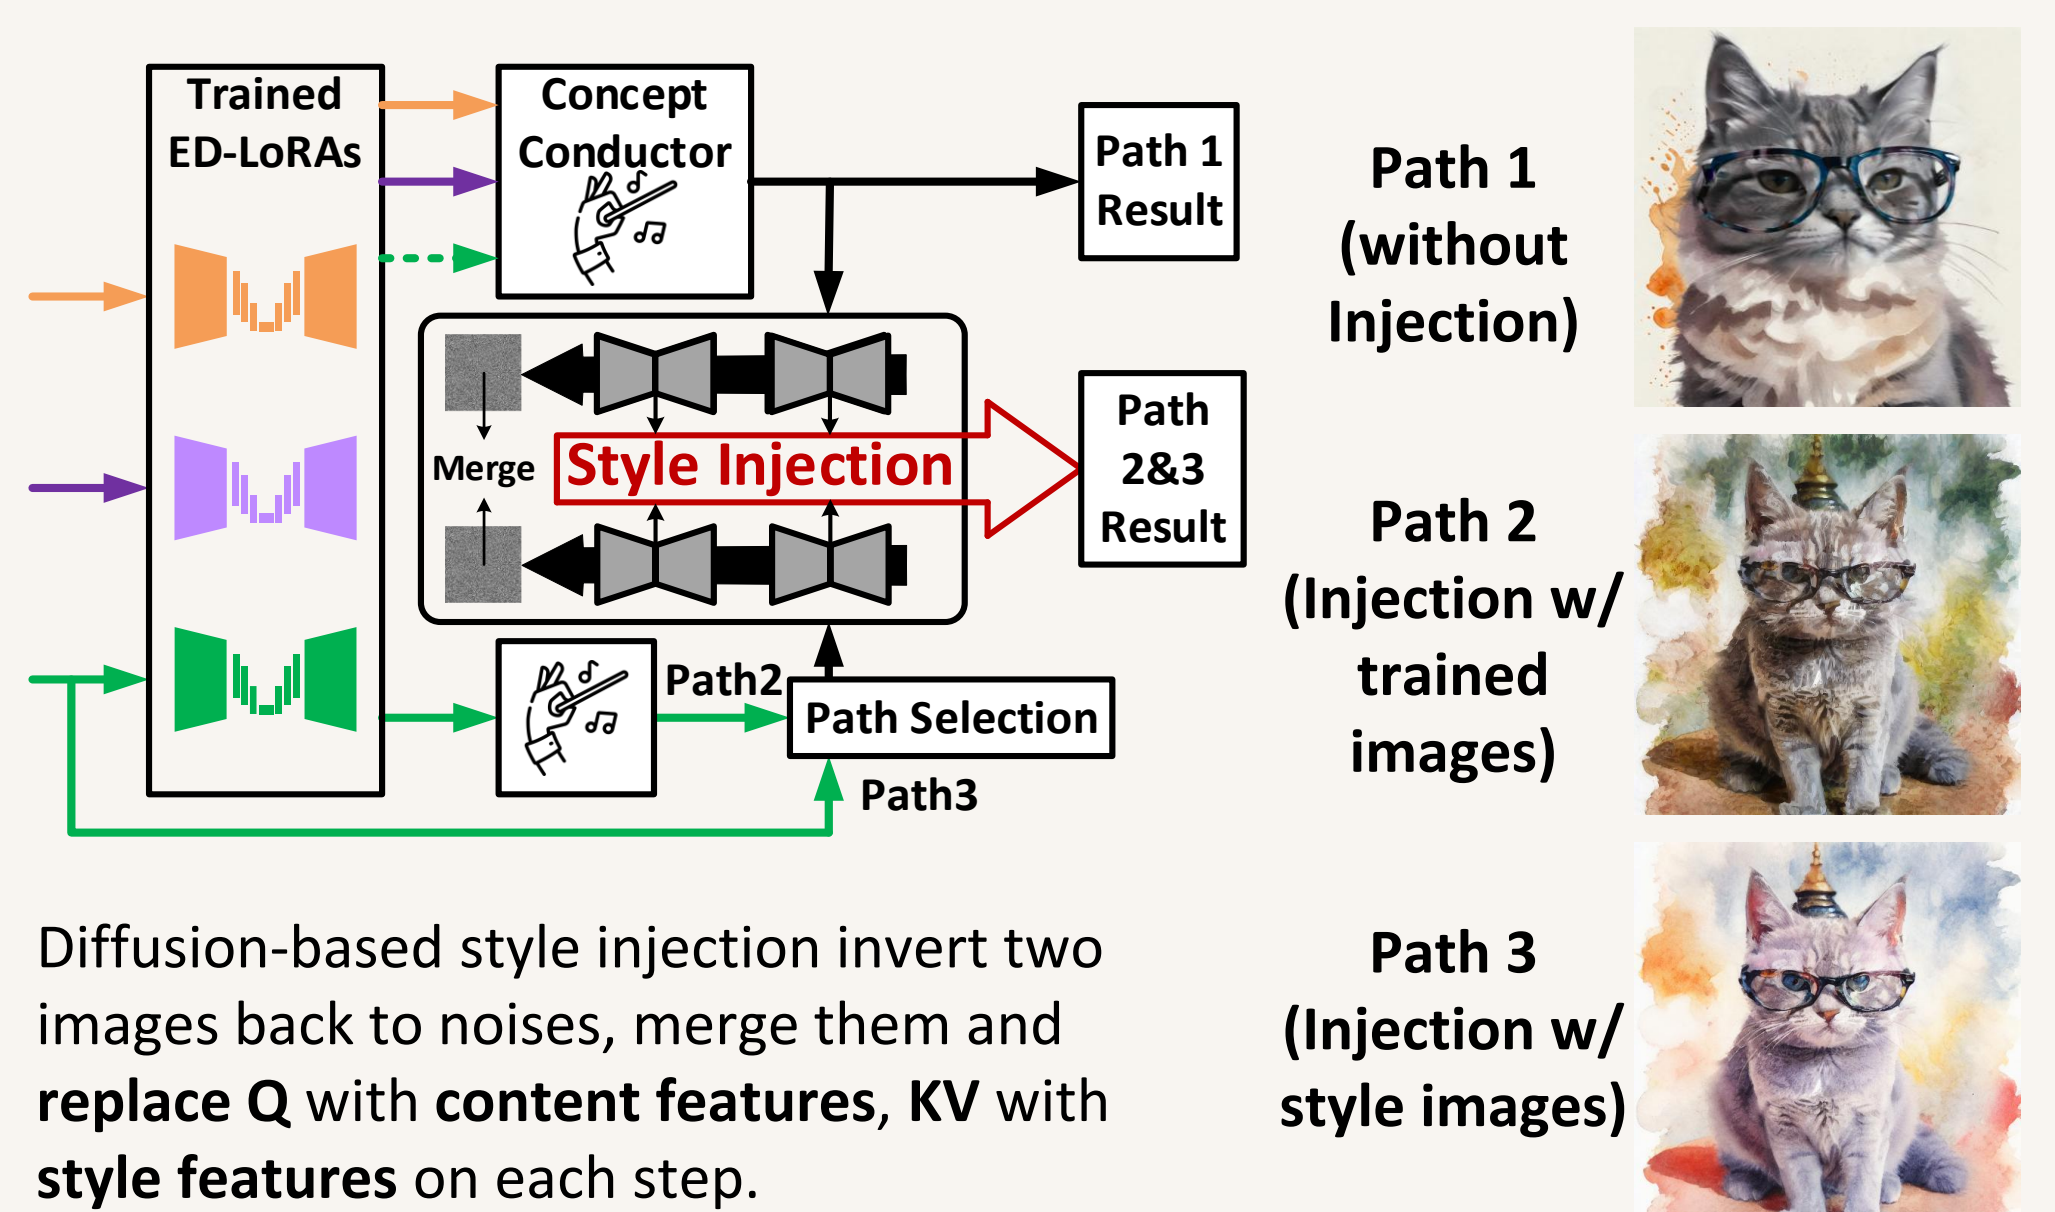 Trained
ED-LoRAs
Concept
Conductor
Path 1
Result
Merge
Style Injection
Path
2&3
Result
Path2
Path Selection
Path3
Path 1
(without
Injection)
Path 2
(Injection w/
trained
images)
Path 3
(Injection w/
style images)
Diffusion-based style injection invert two
images back to noises, merge them and
replace Q with content features, KV with
style features on each step.